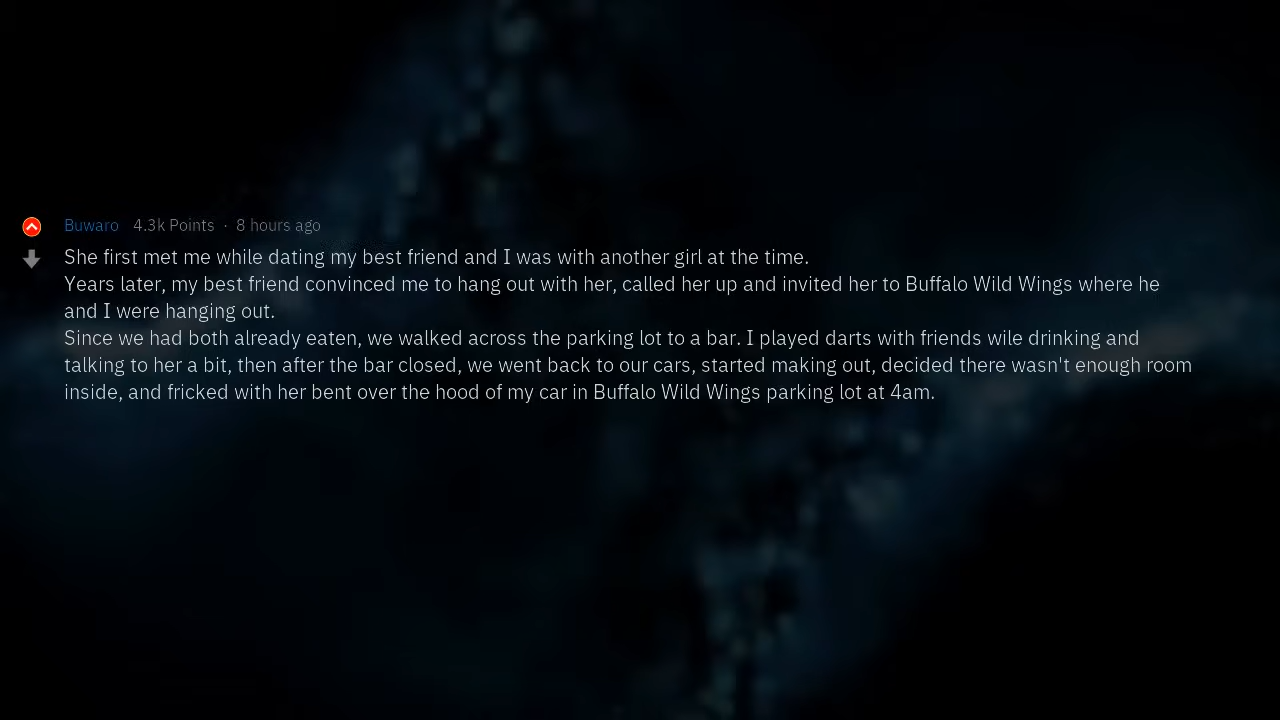 Buwaro 4.3k Points · 8 hours ago
She first met me while dating my best friend and I was with another girl at the time.
Years later, my best friend convinced me to hang out with her, called her up and invited her to Buffalo Wild Wings where he
and I were hanging out.
Since we had both already eaten, we walked across the parking lot to a bar. I played darts with friends wile drinking and
talking to her a bit, then after the bar closed, we went back to our cars, started making out, decided there wasn't enough room
inside, and fricked with her bent over the hood of my car in Buffalo Wild Wings parking lot at 4am.